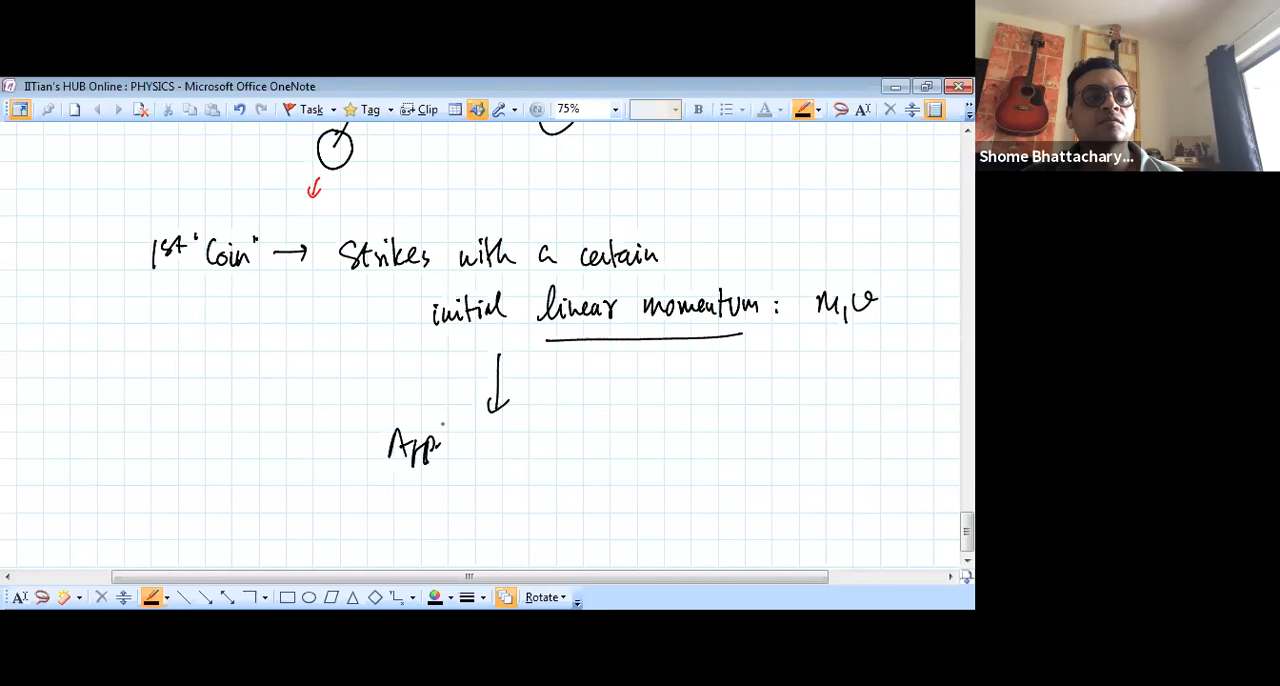 IITian's HUB Online : PHYSICS - Microsoft Office OneNote
Task Tag Clip 75% B A A
Shome Bhattachary...
1st "Coin" → Strikes with a certain
initial linear momentum : m₁v
App
A Rotate